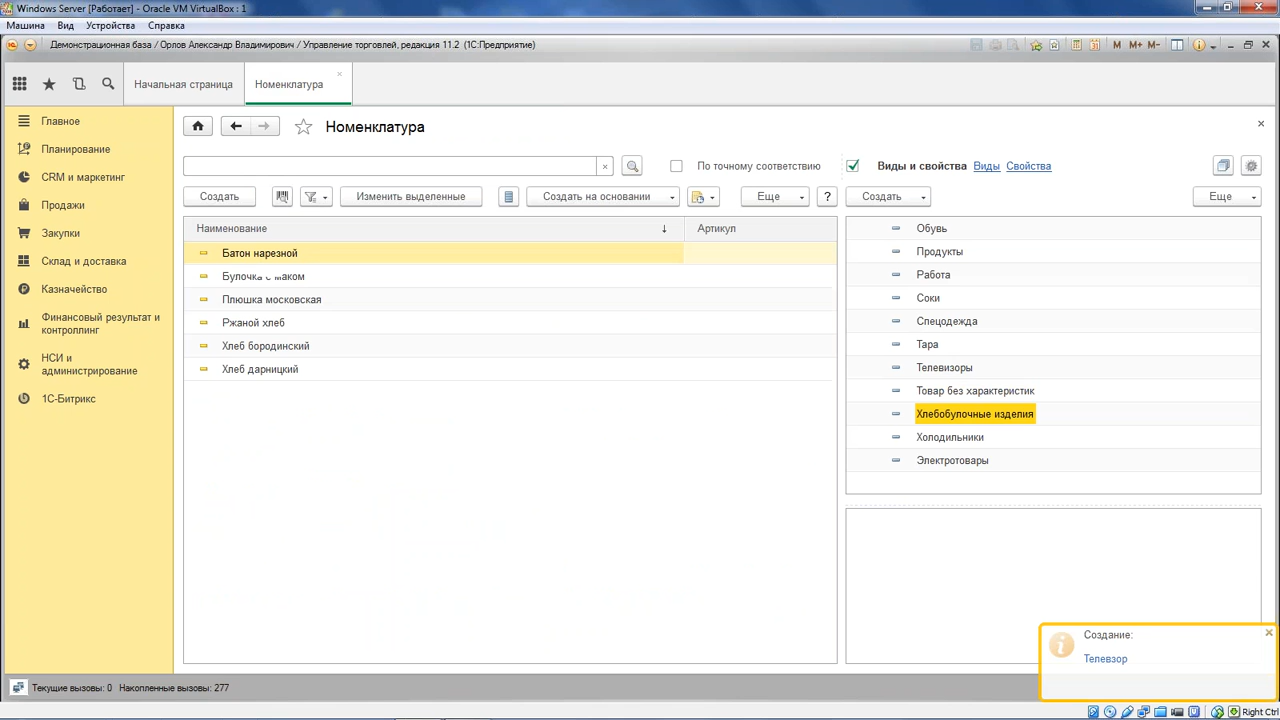 Windows Server [Работает] - Oracle VM VirtualBox : 1
Машина Вид Устройства Справка
Демонстрационная база / Орлов Александр Владимирович / Управление торговлей, редакция 11.2 (1С:Предприятие)
M M+ M-
Начальная страница
Номенклатура
Главное
Планирование
CRM и маркетинг
Продажи
Закупки
Склад и доставка
Казначейство
Финансовый результат и
контроллинг
НСИ и
администрирование
1С-Битрикс
Номенклатура
По точному соответствию
Виды и свойства Виды Свойства
Создать
Изменить выделенные
Создать на основании
Еще
?
Создать
Еще
Наименование
Артикул
Батон нарезной
Булочка с маком
Плюшка московская
Ржаной хлеб
Хлеб бородинский
Хлеб дарницкий
Обувь
Продукты
Работа
Соки
Спецодежда
Тара
Телевизоры
Товар без характеристик
Хлебобулочные изделия
Холодильники
Электротовары
Создание:
Телевзор
Текущие вызовы: 0 Накопленные вызовы: 277
Right Ctrl